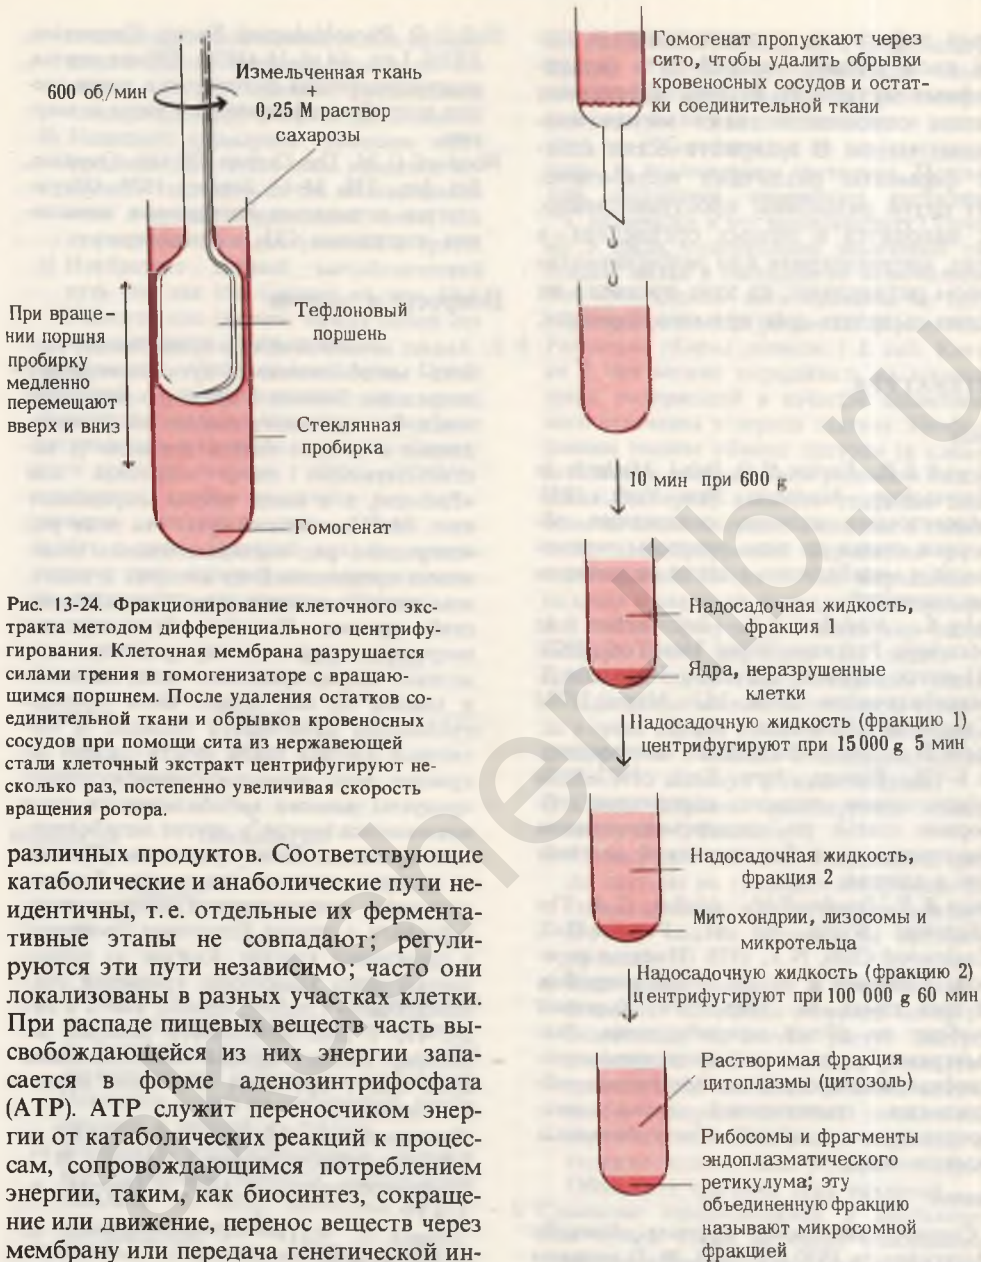 600 об/мин
Измельченная ткань
+
0,25 М раствор
сахарозы
При враще-
нии поршня
пробирку
медленно
перемещают
вверх и вниз
Тефлоновый
поршень
Стеклянная
пробирка
Гомогенат
Рис. 13-24. Фракционирование клеточного экс-
тракта методом дифференциального центрифу-
гирования. Клеточная мембрана разрушается
силами трения в гомогенизаторе с вращаю-
щимся поршнем. После удаления остатков со-
единительной ткани и обрывков кровеносных
сосудов при помощи сита из нержавеющей
стали клеточный экстракт центрифугируют не-
сколько раз, постепенно увеличивая скорость
вращения ротора.
различных продуктов. Соответствующие
катаболические и анаболические пути не-
идентичны, т. е. отдельные их фермента-
тивные этапы не совпадают; регули-
руются эти пути независимо; часто они
локализованы в разных участках клетки.
При распаде пищевых веществ часть вы-
свобождающейся из них энергии запа-
сается в форме аденозинтрифосфата
(АТР). АТР служит переносчиком энер-
гии от катаболических реакций к процес-
сам, сопровождающимся потреблением
энергии, таким, как биосинтез, сокраще-
ние или движение, перенос веществ через
мембрану или передача генетической ин-
Гомогенат пропускают через
сито, чтобы удалить обрывки
кровеносных сосудов и остат-
ки соединительной ткани
10 мин при 600 g
Надосадочная жидкость,
фракция 1
Ядра, неразрушенные
клетки
Надосадочную жидкость (фракцию 1)
центрифугируют при 15000 g 5 мин
Надосадочная жидкость,
фракция 2
Митохондрии, лизосомы и
микротельца
Надосадочную жидкость (фракцию 2)
центрифугируют при 100 000 g 60 мин
Растворимая фракция
цитоплазмы (цитозоль)
Рибосомы и фрагменты
эндоплазматического
ретикулума; эту
объединенную фракцию
называют микросомной
фракцией
akusherlib.ru